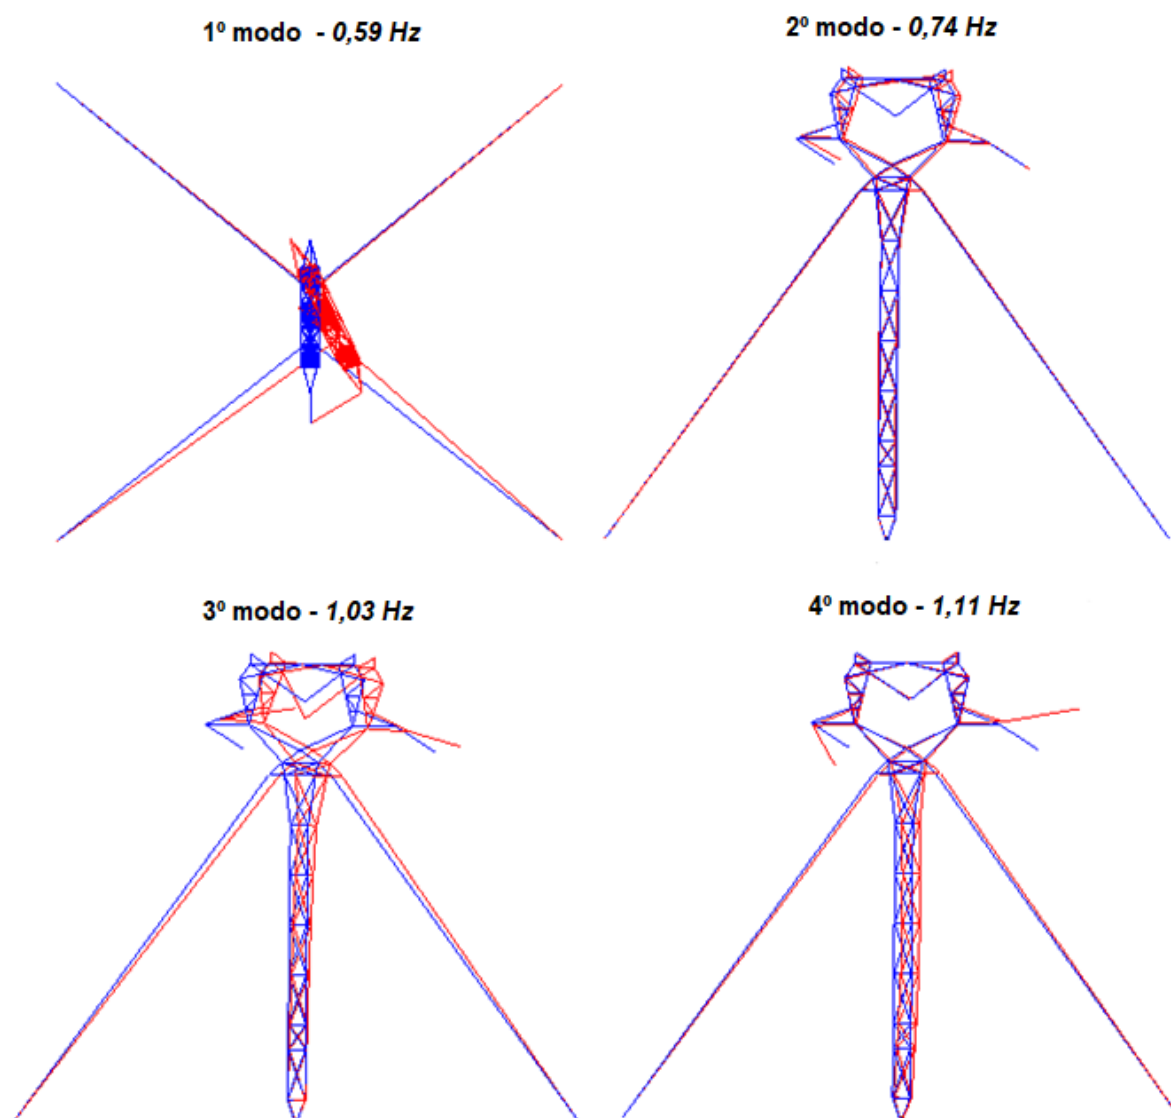 1º modo - 0,59 Hz
2º modo - 0,74 Hz
3º modo - 1,03 Hz
4º modo - 1,11 Hz